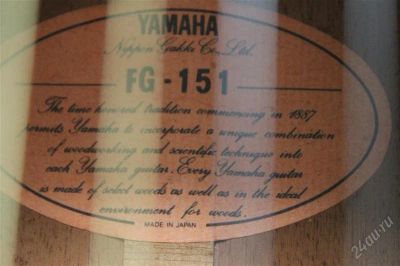 YAMAHA
Nippon Gakki Co., Ltd.
FG-151
The time honored tradition commencing in 1887
permits Yamaha to incorporate a unique combination
of woodworking and scientific technique into
each Yamaha guitar. Every Yamaha guitar
is made of select woods as well as in the ideal
environment for woods.
MADE IN JAPAN
24au.ru